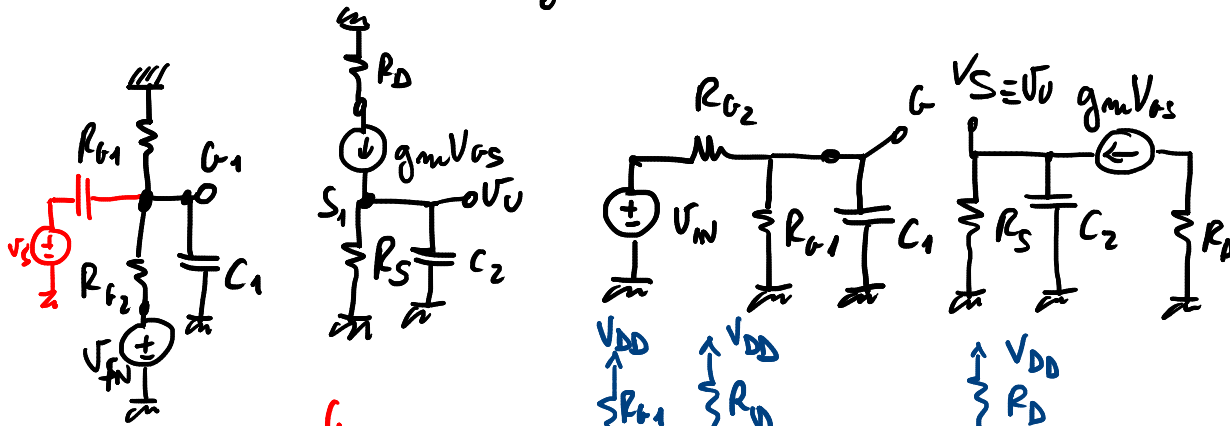 R_D
R_G1
G_1
g_m V_GS
S_1
V_U
v_s
R_G2
C_1
R_S
C_2
V_IN
R_G2
G
V_S ≡ V_U
g_m V_GS
V_IN
R_G1
C_1
R_S
C_2
R_D
V_DD
V_DD
V_DD
R_G1
R_D